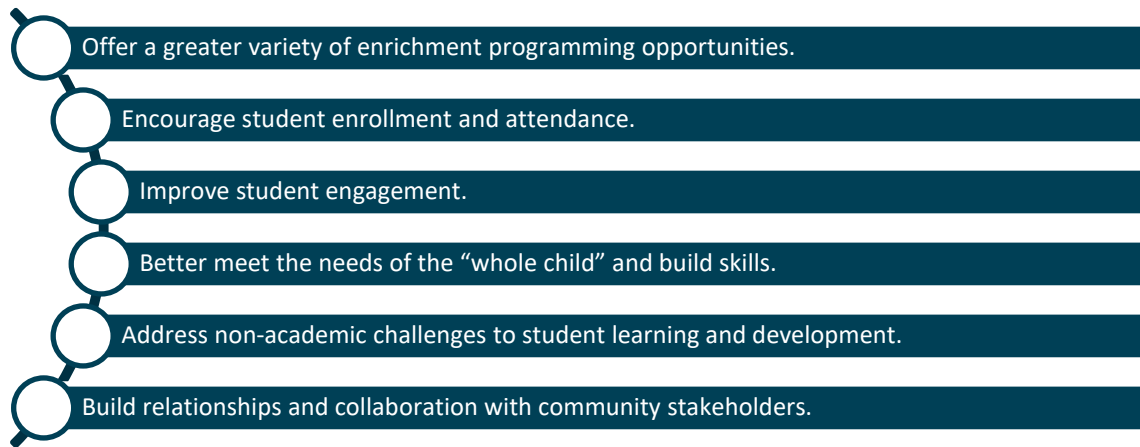 Offer a greater variety of enrichment programming opportunities.
Encourage student enrollment and attendance.
Improve student engagement.
Better meet the needs of the “whole child” and build skills.
Address non-academic challenges to student learning and development.
Build relationships and collaboration with community stakeholders.